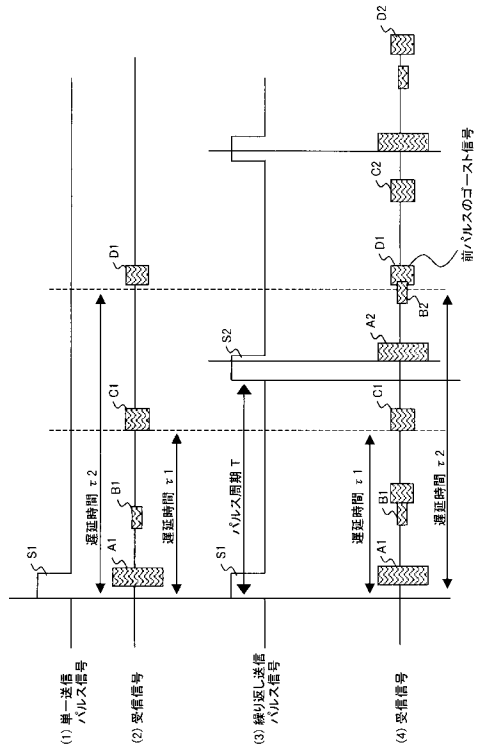 (1) 単一送信
パルス信号
S1
遅延時間 τ2
(2) 受信信号
A1
B1
C1
D1
遅延時間 τ1
(3) 繰り返し送信
パルス信号
S1
パルス周期 T
S2
(4) 受信信号
A1
B1
C1
A2
B2
D1
C2
D2
遅延時間 τ1
遅延時間 τ2
前パルスのゴースト信号